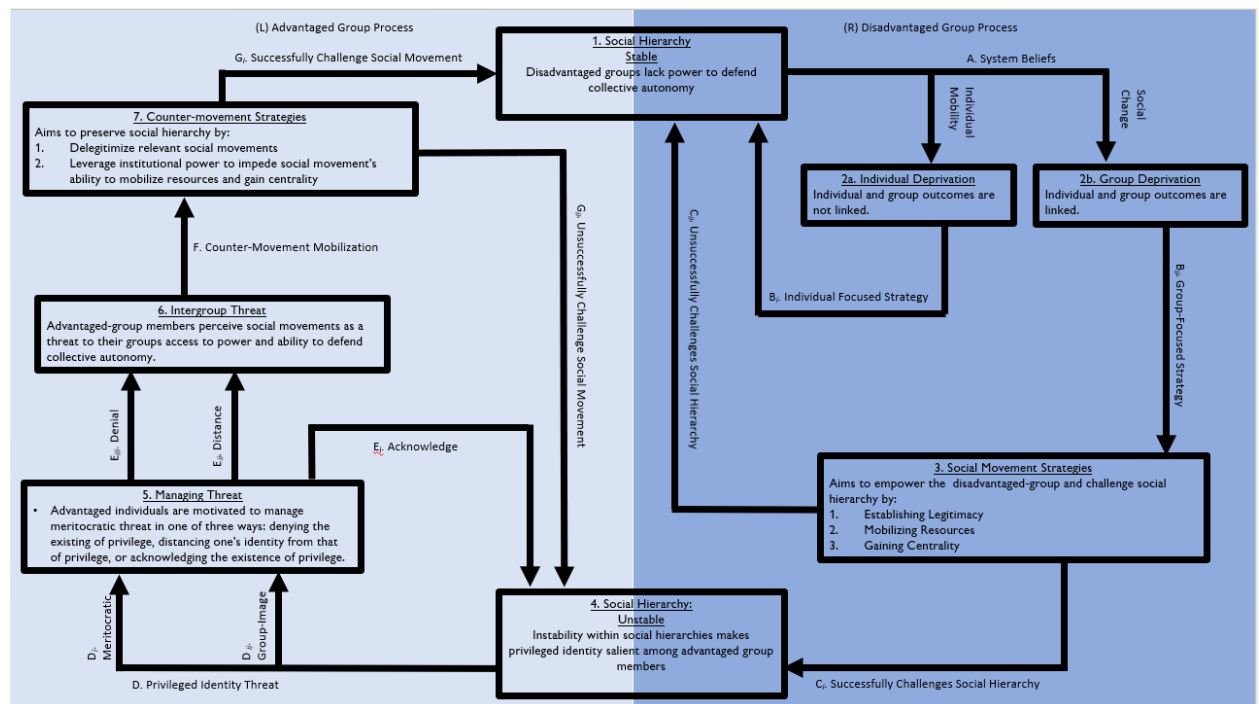 (L) Advantaged Group Process
(R) Disadvantaged Group Process
G𝑖. Successfully Challenge Social Movement
1. Social Hierarchy
Stable
Disadvantaged groups lack power to defend
collective autonomy
A. System Beliefs
Individual
Mobility
Social
Change
7. Counter-movement Strategies
Aims to preserve social hierarchy by:
1. Delegitimize relevant social movements
2. Leverage institutional power to impede social movement's
ability to mobilize resources and gain centrality
2a. Individual Deprivation
Individual and group outcomes are
not linked.
2b. Group Deprivation
Individual and group outcomes are
linked.
F. Counter-Movement Mobilization
Gii. Unsuccessfully Challenge Social Movement
Cii. Unsuccessfully Challenges Social Hierarchy
Bi. Individual Focused Strategy
Bii. Group-Focused Strategy
6. Intergroup Threat
Advantaged-group members perceive social movements as a
threat to their groups access to power and ability to defend
collective autonomy.
Eiii. Denial
Eii. Distance
Ei. Acknowledge
5. Managing Threat
• Advantaged individuals are motivated to manage
meritocratic threat in one of three ways: denying the
existing of privilege, distancing one's identity from that
of privilege, or acknowledging the existence of privilege.
3. Social Movement Strategies
Aims to empower the disadvantaged-group and challenge social
hierarchy by:
1. Establishing Legitimacy
2. Mobilizing Resources
3. Gaining Centrality
Di.
Meritocratic
D ii.
Group-Image
4. Social Hierarchy:
Unstable
Instability within social hierarchies makes
privileged identity salient among advantaged group
members
D. Privileged Identity Threat
Ci. Successfully Challenges Social Hierarchy